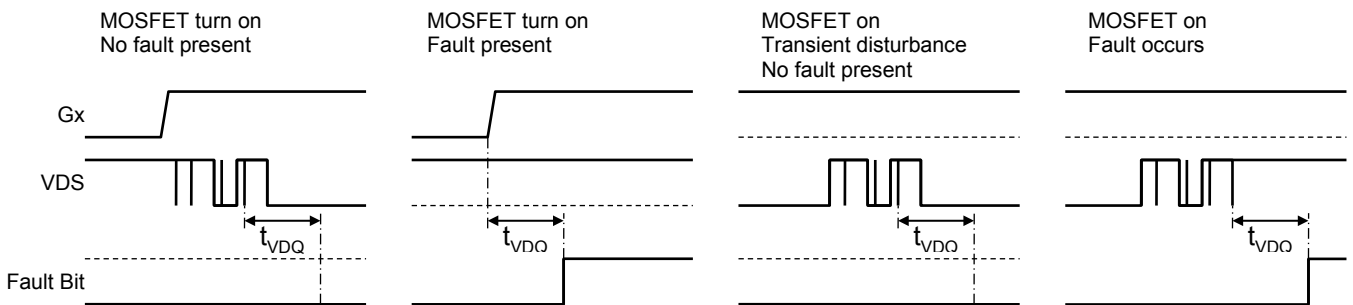 MOSFET turn on
No fault present
MOSFET turn on
Fault present
MOSFET on
Transient disturbance
No fault present
MOSFET on
Fault occurs
Gx
VDS
tVDQ
tVDQ
tVDQ
tVDQ
Fault Bit